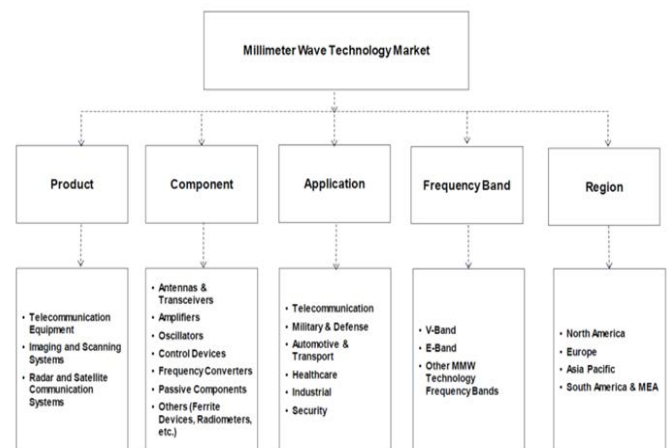 Millimeter Wave Technology Market
Product
Component
Application
Frequency Band
Region
• Telecommunication
Equipment
• Imaging and Scanning
Systems
• Radar and Satellite
Communication
Systems
• Antennas &
Transceivers
• Amplifiers
• Oscillators
• Control Devices
• Frequency Converters
• Passive Components
• Others (Ferrite
Devices, Radiometers,
etc.)
• Telecommunication
• Military & Defense
• Automotive &
Transport
• Healthcare
• Industrial
• Security
• V-Band
• E-Band
• Other MMW
Technology
Frequency Bands
• North America
• Europe
• Asia Pacific
• South America & MEA